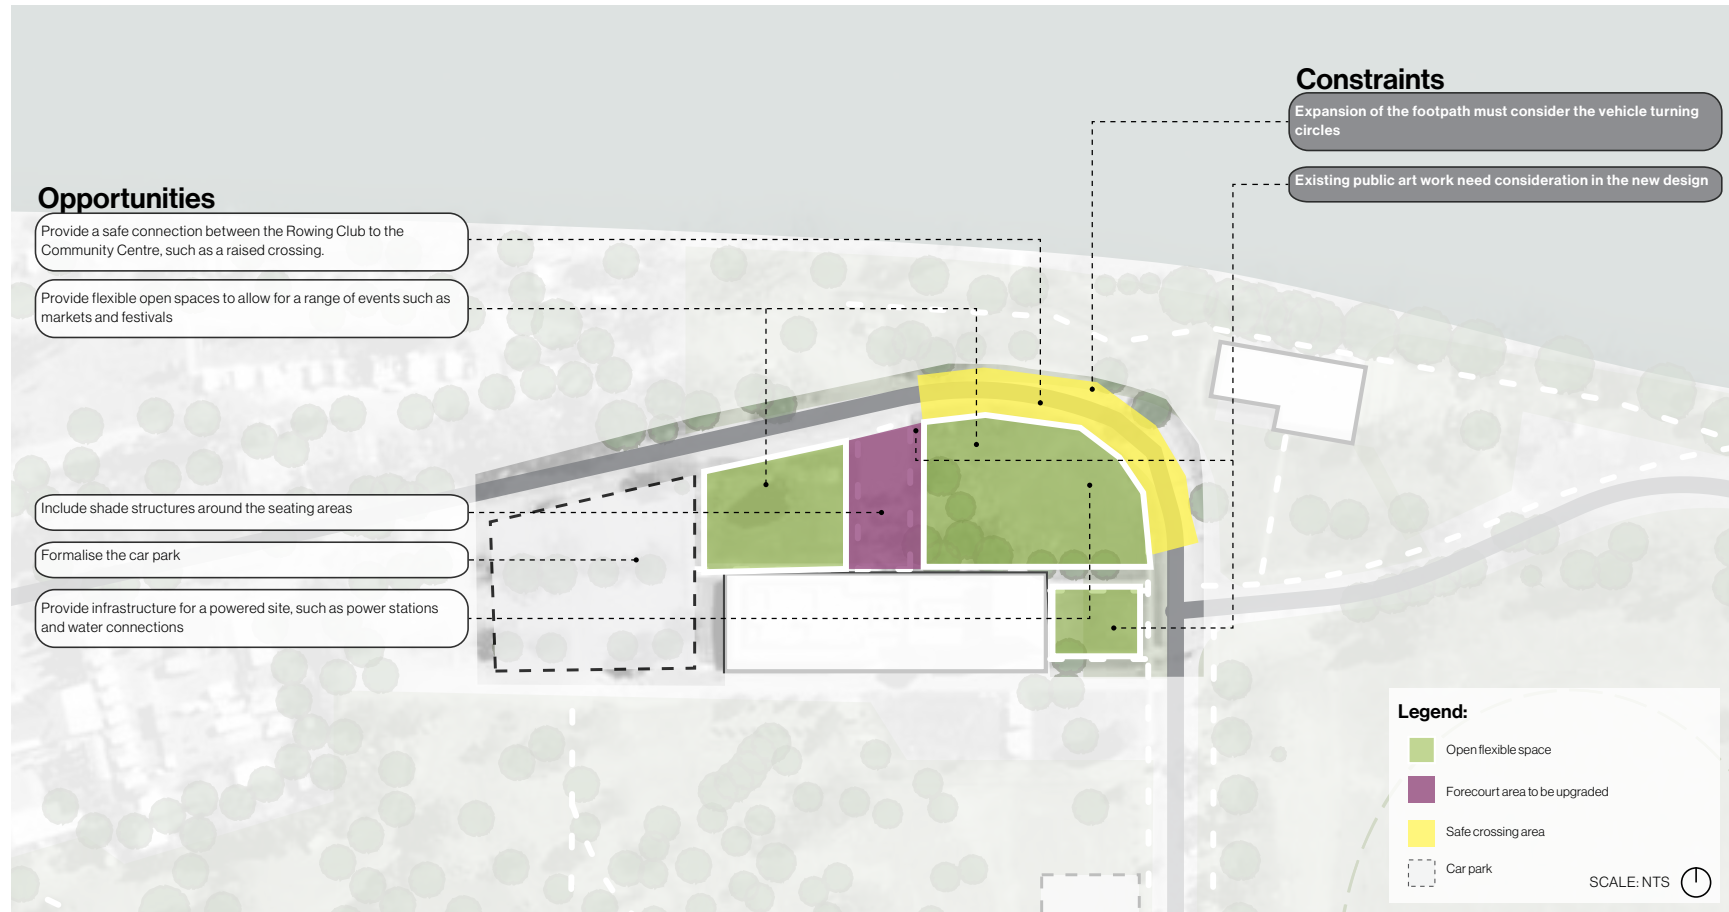 Constraints
Expansion of the footpath must consider the vehicle turning
circles
Existing public art work need consideration in the new design
Opportunities
Provide a safe connection between the Rowing Club to the
Community Centre, such as a raised crossing.
Provide flexible open spaces to allow for a range of events such as
markets and festivals
Include shade structures around the seating areas
Formalise the car park
Provide infrastructure for a powered site, such as power stations
and water connections
Legend:
Open flexible space
Forecourt area to be upgraded
Safe crossing area
Car park
SCALE: NTS